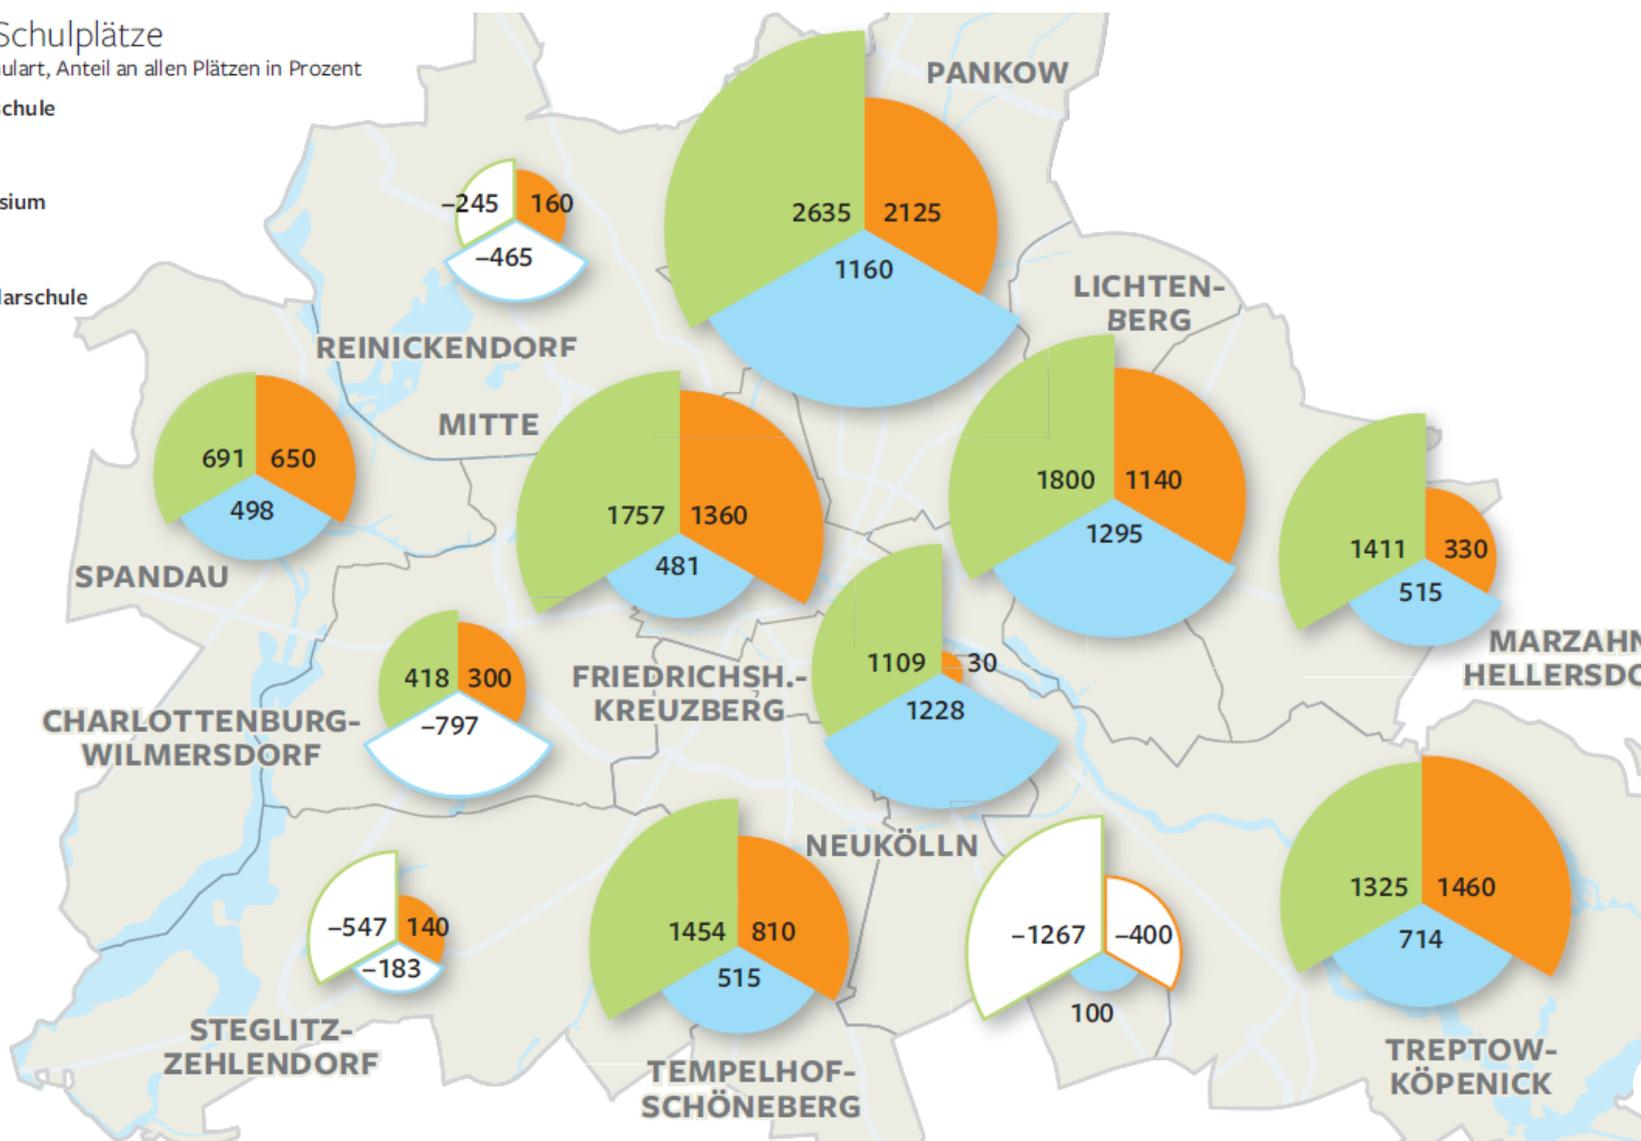 Schulplätze
ulart, Anteil an allen Plätzen in Prozent
schule
sium
larschule
PANKOW
2635 2125
1160
–245 160
–465
REINICKENDORF
LICHTEN-
BERG
MITTE
691 650
498
SPANDAU
1757 1360
481
1800 1140
1295
1411 330
515
MARZAHN
HELLERSDO
418 300
–797
CHARLOTTENBURG-
WILMERSDORF
FRIEDRICHSH.-
KREUZBERG
1109 30
1228
NEUKÖLLN
–547 140
–183
STEGLITZ-
ZEHLENDORF
1454 810
515
TEMPELHOF-
SCHÖNEBERG
–1267 –400
100
1325 1460
714
TREPTOW-
KÖPENICK